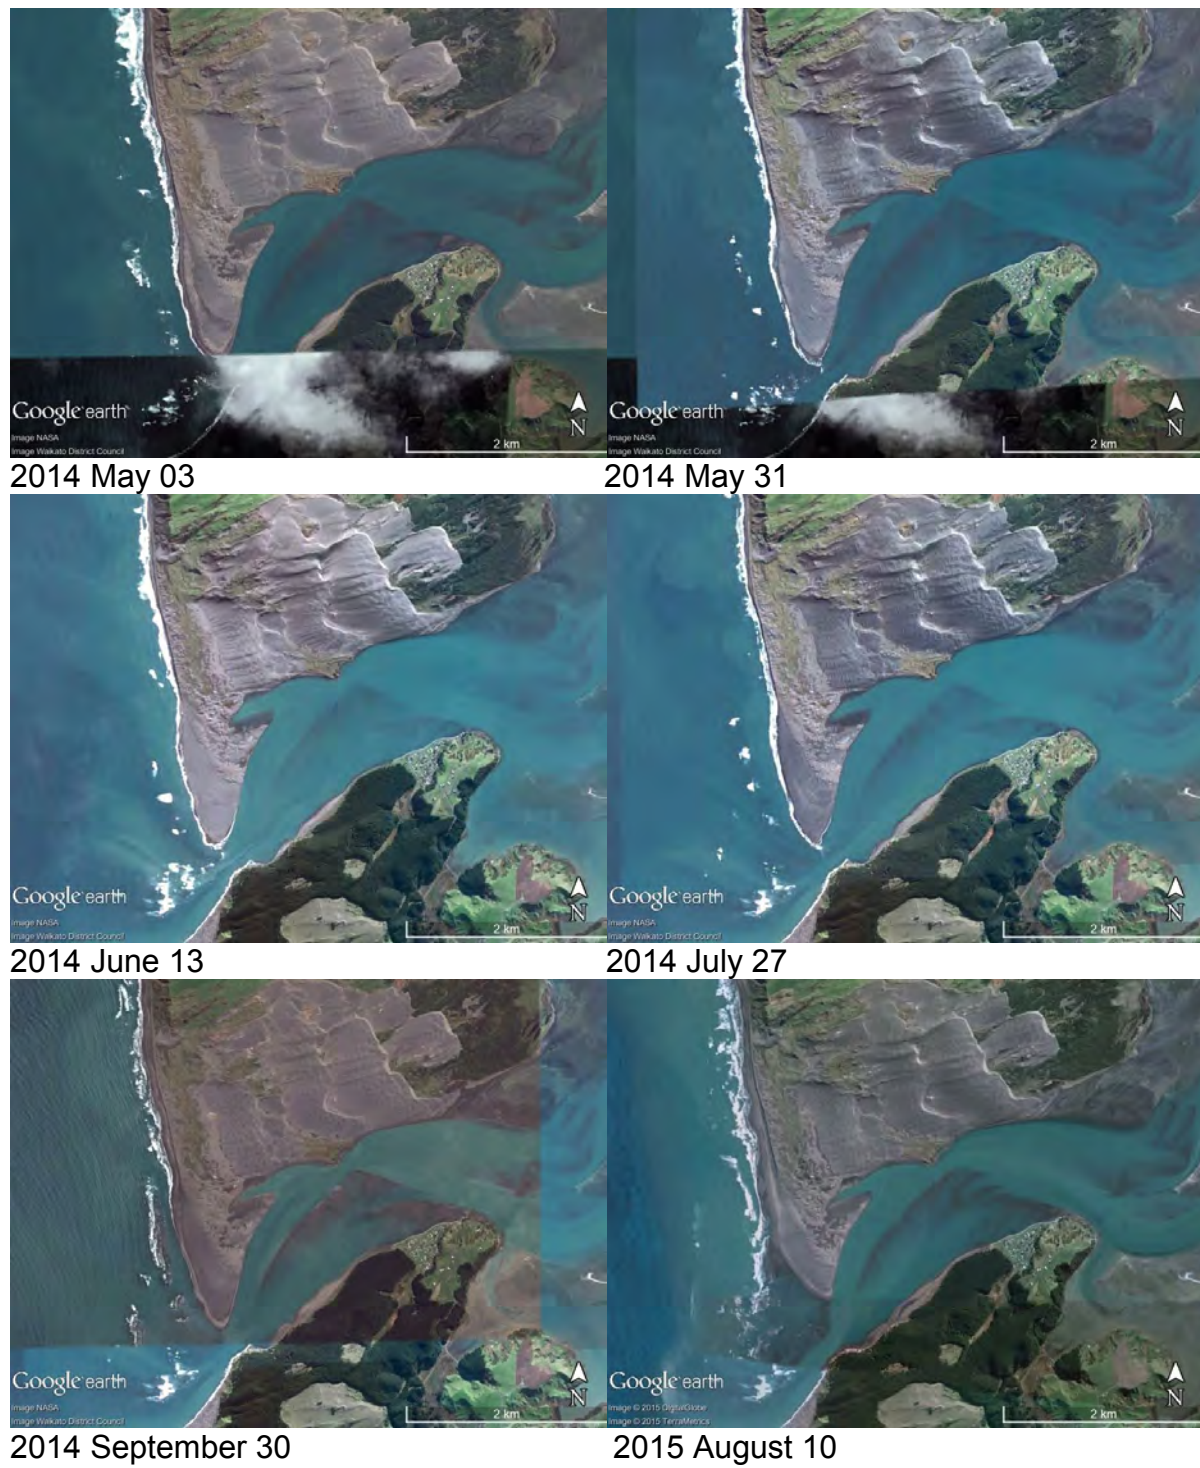 Google earth
Image NASA
Image Waikato District Council
2 km
N
Google earth
Image NASA
Image Waikato District Council
2 km
N
2014 May 03
2014 May 31
Google earth
Image NASA
Image Waikato District Council
2 km
N
Google earth
Image NASA
Image Waikato District Council
2 km
N
2014 June 13
2014 July 27
Google earth
Image NASA
Image Waikato District Council
2 km
N
Google earth
Image © 2015 DigitalGlobe
Image © 2015 TerraMetrics
2 km
N
2014 September 30
2015 August 10